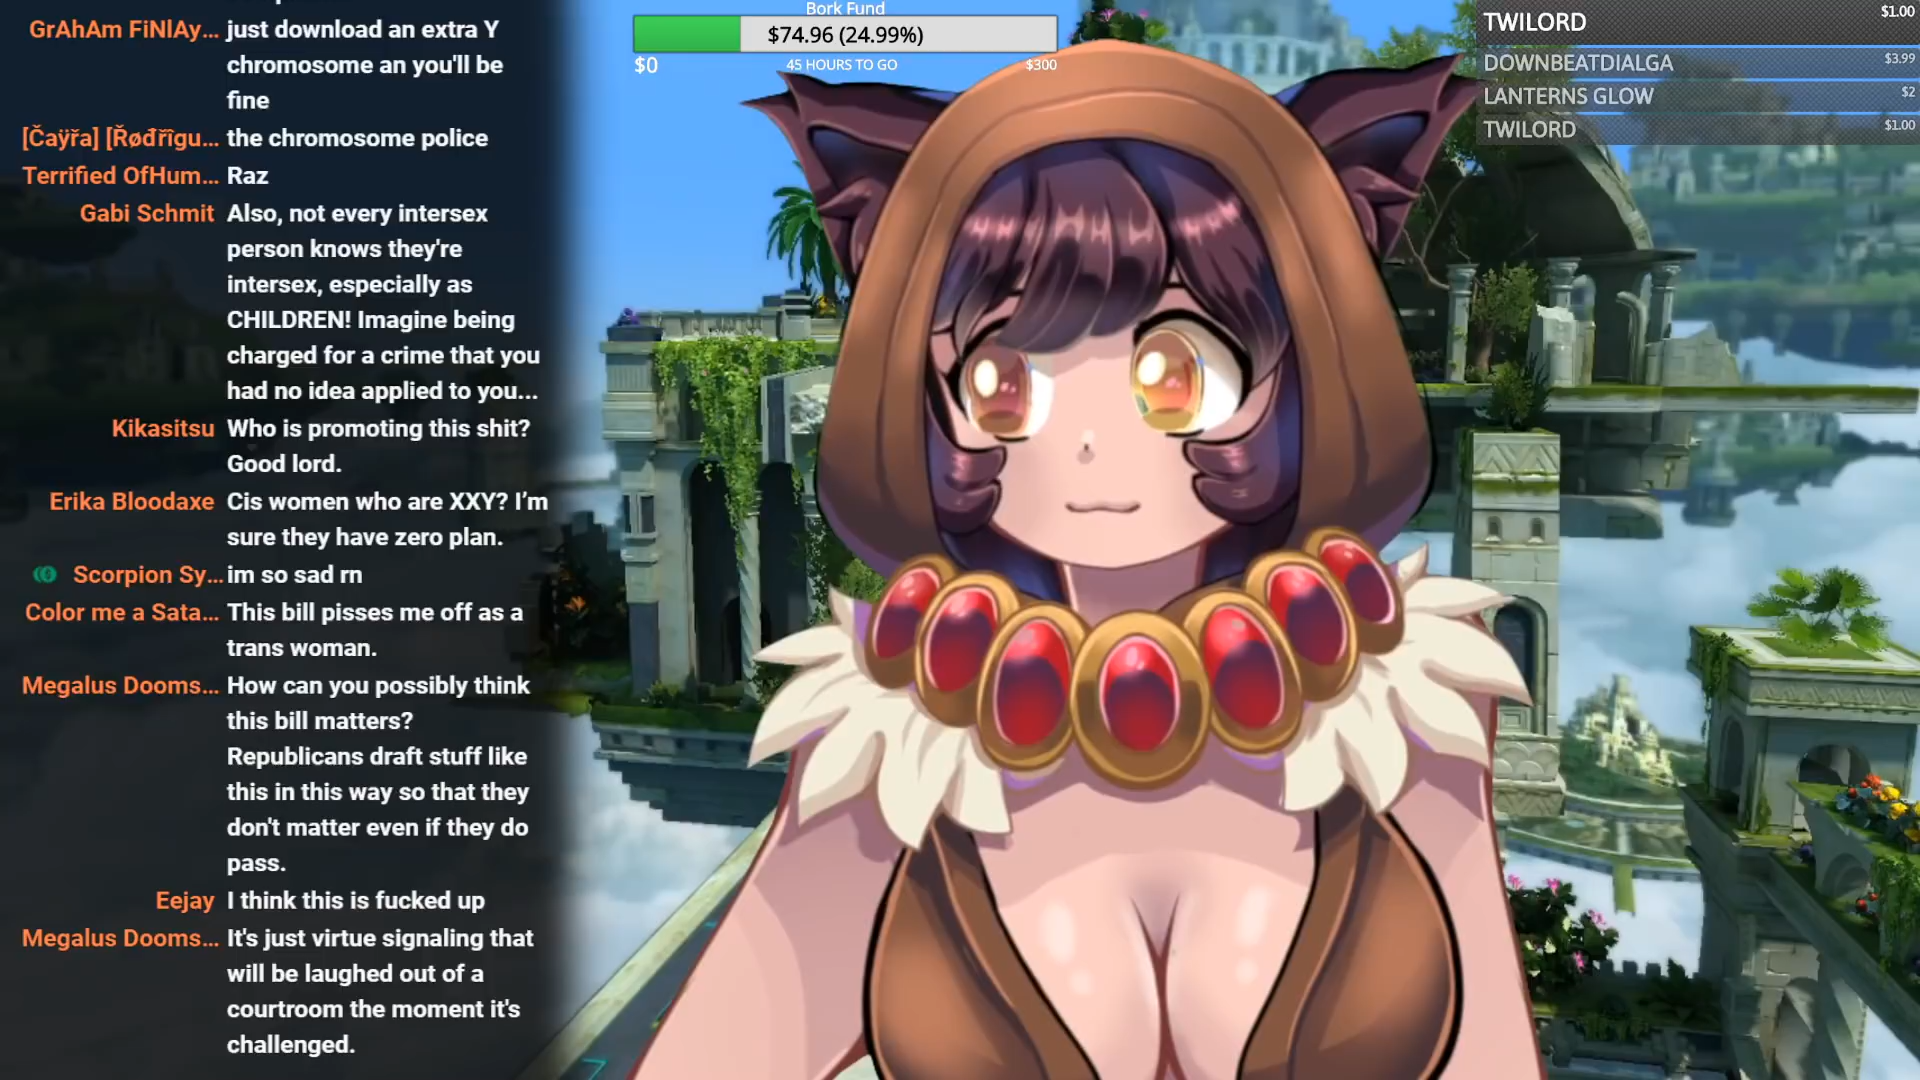 GrAhAm FiNlAy... just download an extra Y
chromosome an you'll be
fine
[Čaÿřa] [Řøđřîgu... the chromosome police
Terrified OfHum... Raz
Gabi Schmit Also, not every intersex
person knows they're
intersex, especially as
CHILDREN! Imagine being
charged for a crime that you
had no idea applied to you...
Kikasitsu Who is promoting this shit?
Good lord.
Erika Bloodaxe Cis women who are XXY? I’m
sure they have zero plan.
Scorpion Sy... im so sad rn
Color me a Sata... This bill pisses me off as a
trans woman.
Megalus Dooms... How can you possibly think
this bill matters?
Republicans draft stuff like
this in this way so that they
don't matter even if they do
pass.
Eejay I think this is fucked up
Megalus Dooms... It's just virtue signaling that
will be laughed out of a
courtroom the moment it's
challenged.
Bork Fund
$74.96 (24.99%)
$0 45 HOURS TO GO $300
TWILORD $1.00
DOWNBEATDIALGA $3.99
LANTERNS GLOW $2
TWILORD $1.00